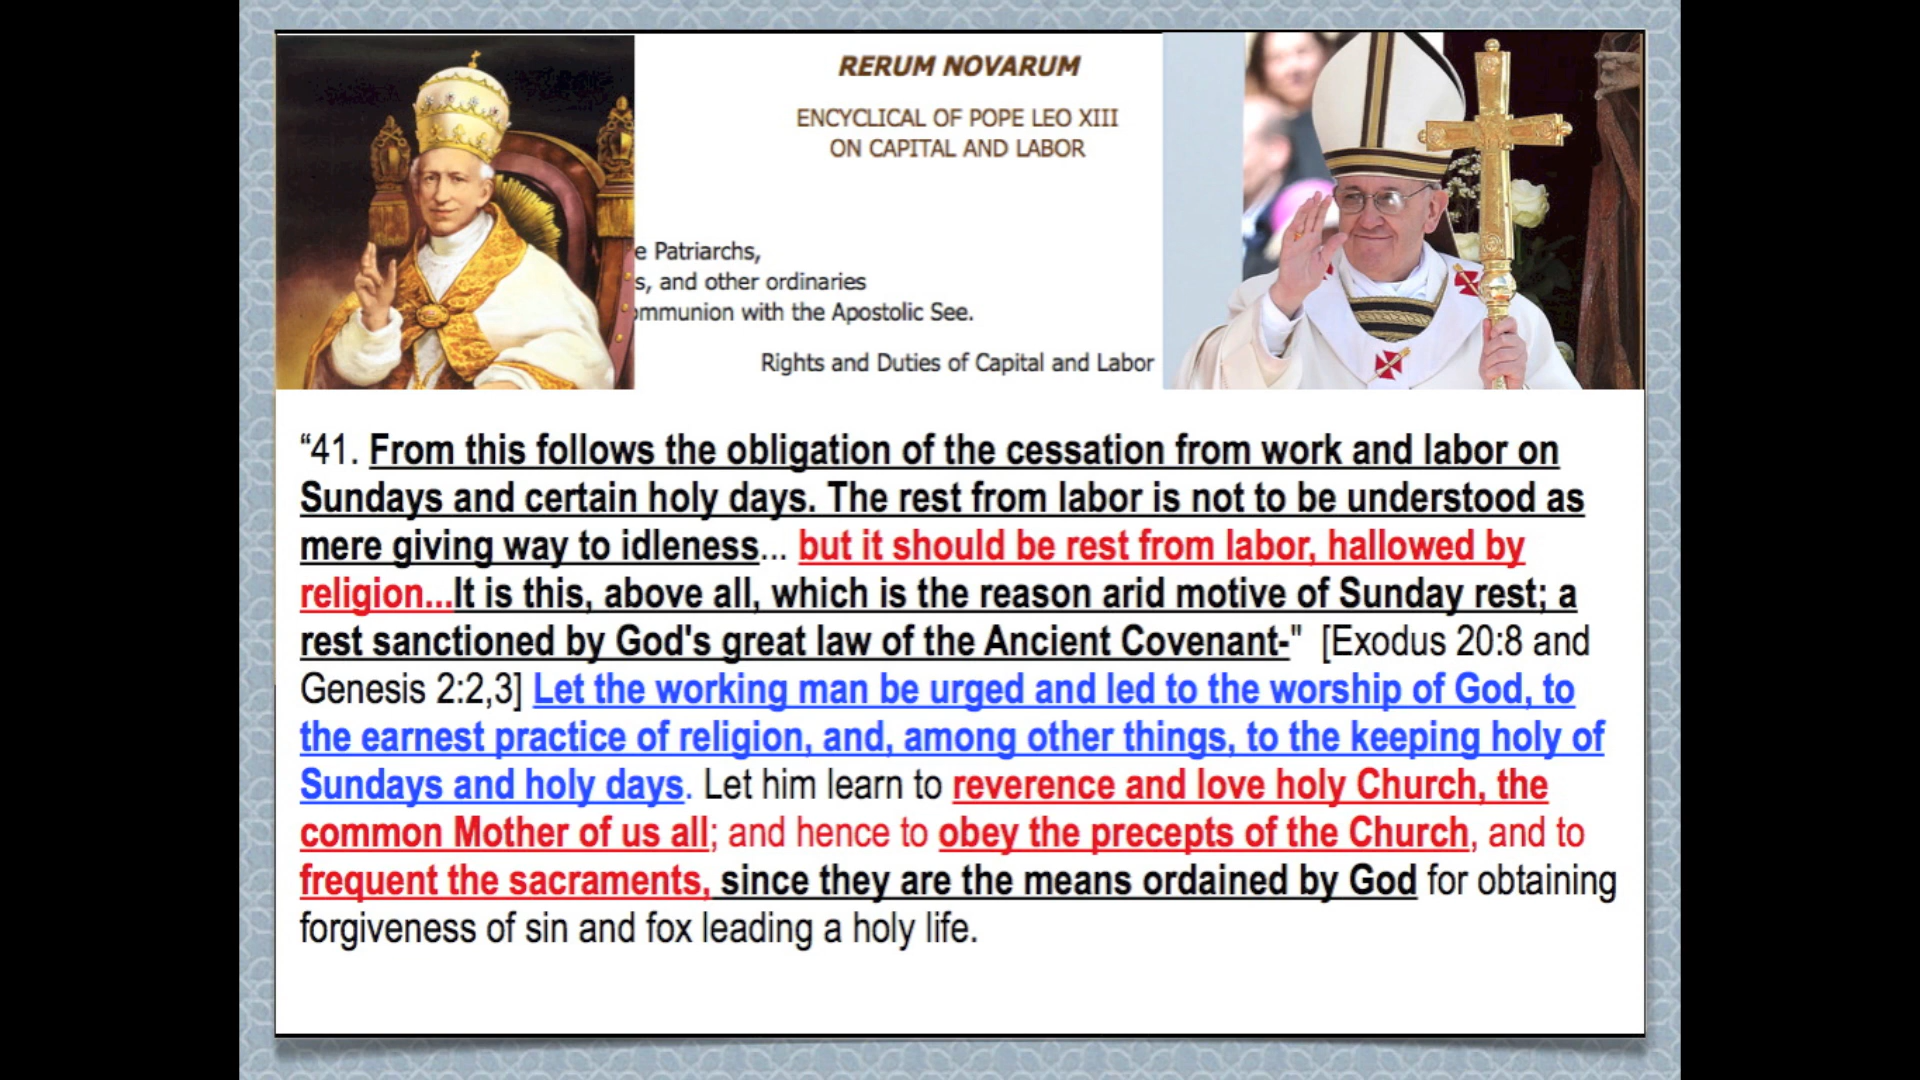 RERUM NOVARUM
ENCYCLICAL OF POPE LEO XIII
ON CAPITAL AND LABOR
e Patriarchs,
s, and other ordinaries
ommunion with the Apostolic See.
Rights and Duties of Capital and Labor
“41. From this follows the obligation of the cessation from work and labor on
Sundays and certain holy days. The rest from labor is not to be understood as
mere giving way to idleness... but it should be rest from labor, hallowed by
religion...It is this, above all, which is the reason arid motive of Sunday rest; a
rest sanctioned by God's great law of the Ancient Covenant-" [Exodus 20:8 and
Genesis 2:2,3] Let the working man be urged and led to the worship of God, to
the earnest practice of religion, and, among other things, to the keeping holy of
Sundays and holy days. Let him learn to reverence and love holy Church, the
common Mother of us all; and hence to obey the precepts of the Church, and to
frequent the sacraments, since they are the means ordained by God for obtaining
forgiveness of sin and fox leading a holy life.